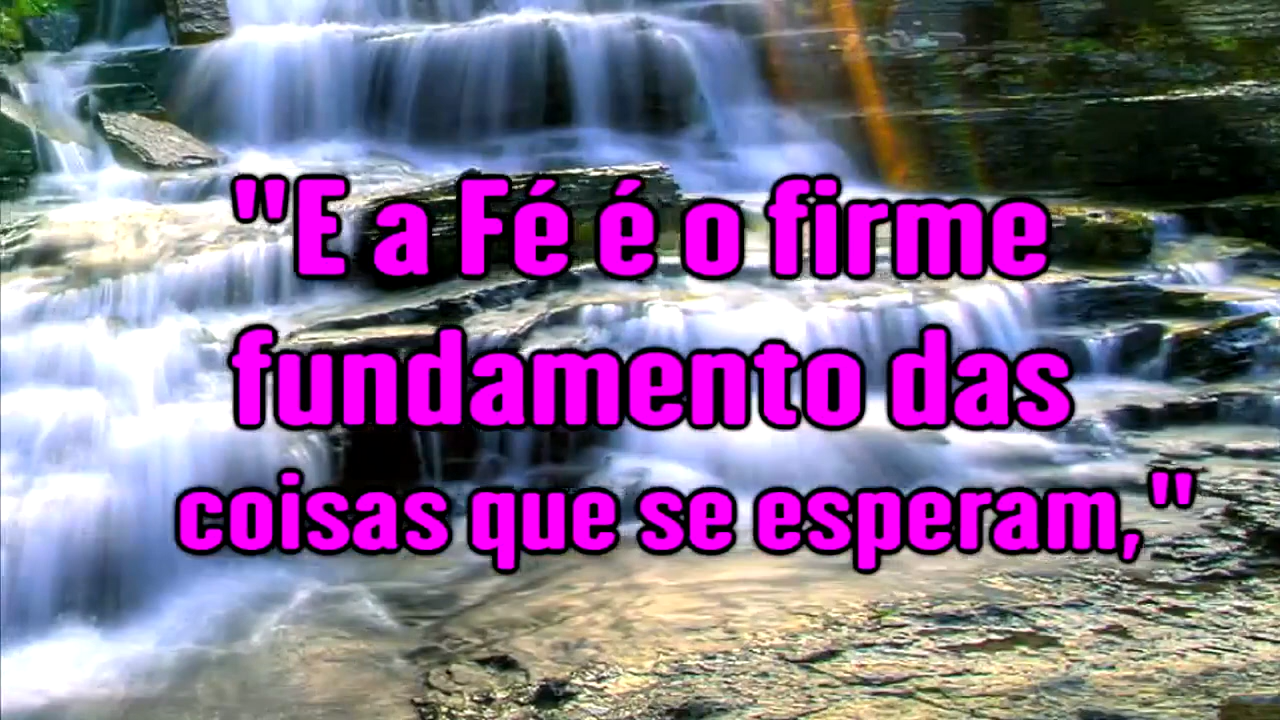 "E a Fé é o firme
fundamento das
coisas que se esperam,"